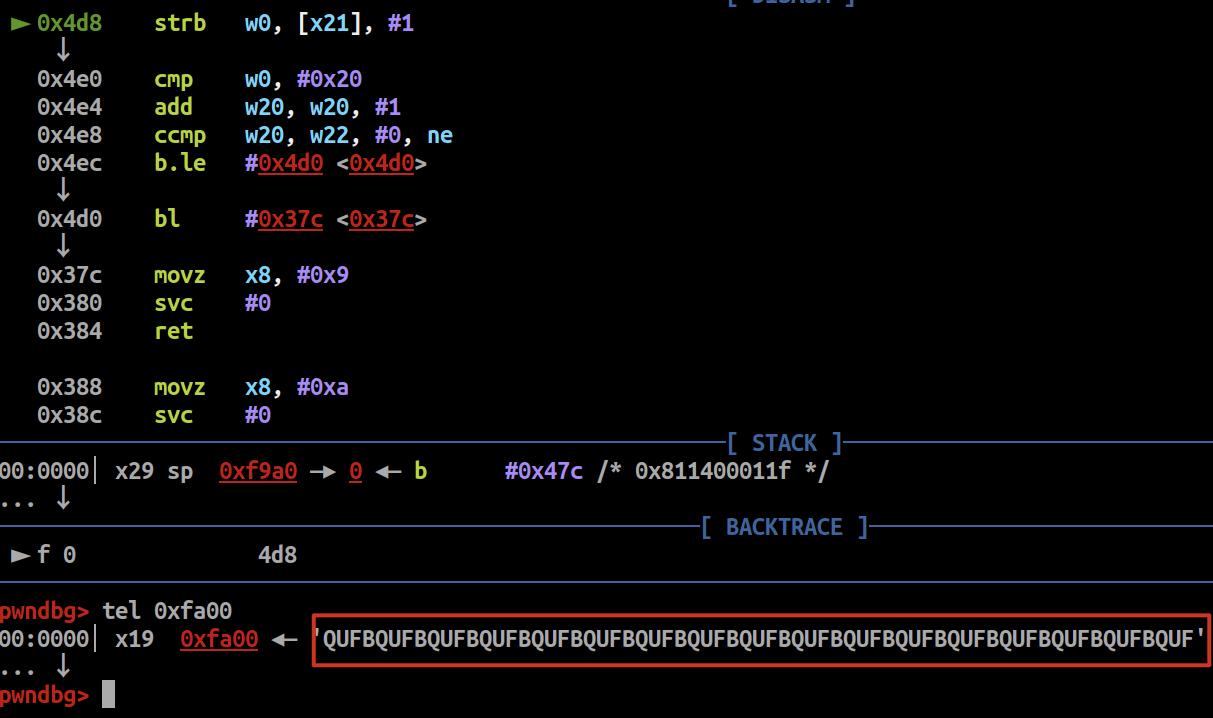 [ DISASM ]
► 0x4d8 strb w0, [x21], #1
↓
0x4e0 cmp w0, #0x20
0x4e4 add w20, w20, #1
0x4e8 ccmp w20, w22, #0, ne
0x4ec b.le #0x4d0 <0x4d0>
↓
0x4d0 bl #0x37c <0x37c>
↓
0x37c movz x8, #0x9
0x380 svc #0
0x384 ret
0x388 movz x8, #0xa
0x38c svc #0
[ STACK ]
00:0000│ x29 sp 0xf9a0 —▸ 0 ◂— b #0x47c /* 0x811400011f */
... ↓
[ BACKTRACE ]
► f 0 4d8
pwndbg> tel 0xfa00
00:0000│ x19 0xfa00 ◂— 'QUFBQUFBQUFBQUFBQUFBQUFBQUFBQUFBQUFBQUFBQUFBQUFBQUFBQUFBQUFBQUFBQUF'
... ↓
pwndbg>